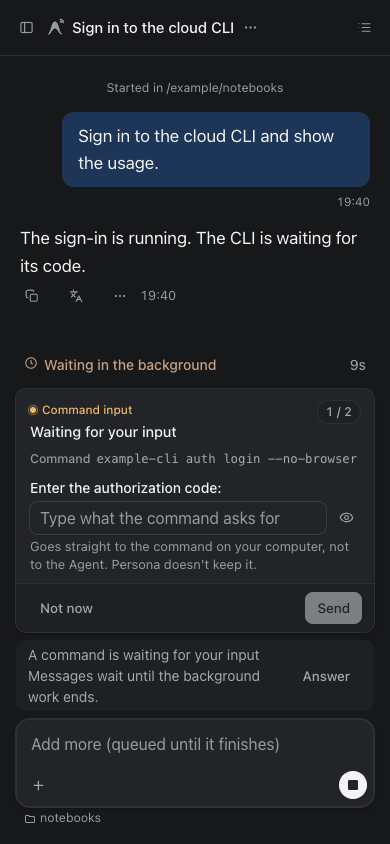 Sign in to the cloud CLI
Started in /example/notebooks
Sign in to the cloud CLI and show
the usage.
19:40
The sign-in is running. The CLI is waiting for
its code.
19:40
Waiting in the background 9s
Command input 1 / 2
Waiting for your input
Command example-cli auth login --no-browser
Enter the authorization code:
Type what the command asks for
Goes straight to the command on your computer, not
to the Agent. Persona doesn't keep it.
Not now Send
A command is waiting for your input
Messages wait until the background
work ends.
Answer
Add more (queued until it finishes)
notebooks